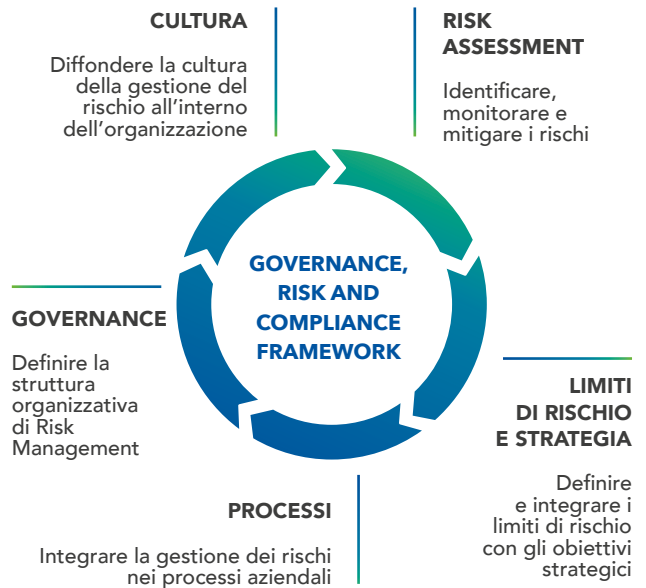 CULTURA
Diffondere la cultura
della gestione del
rischio all’interno
dell’organizzazione
RISK
ASSESSMENT
Identificare,
monitorare e
mitigare i rischi
GOVERNANCE,
RISK AND
COMPLIANCE
FRAMEWORK
GOVERNANCE
Definire la
struttura
organizzativa
di Risk
Management
LIMITI
DI RISCHIO
E STRATEGIA
Definire
e integrare i
limiti di rischio
con gli obiettivi
strategici
PROCESSI
Integrare la gestione dei rischi
nei processi aziendali